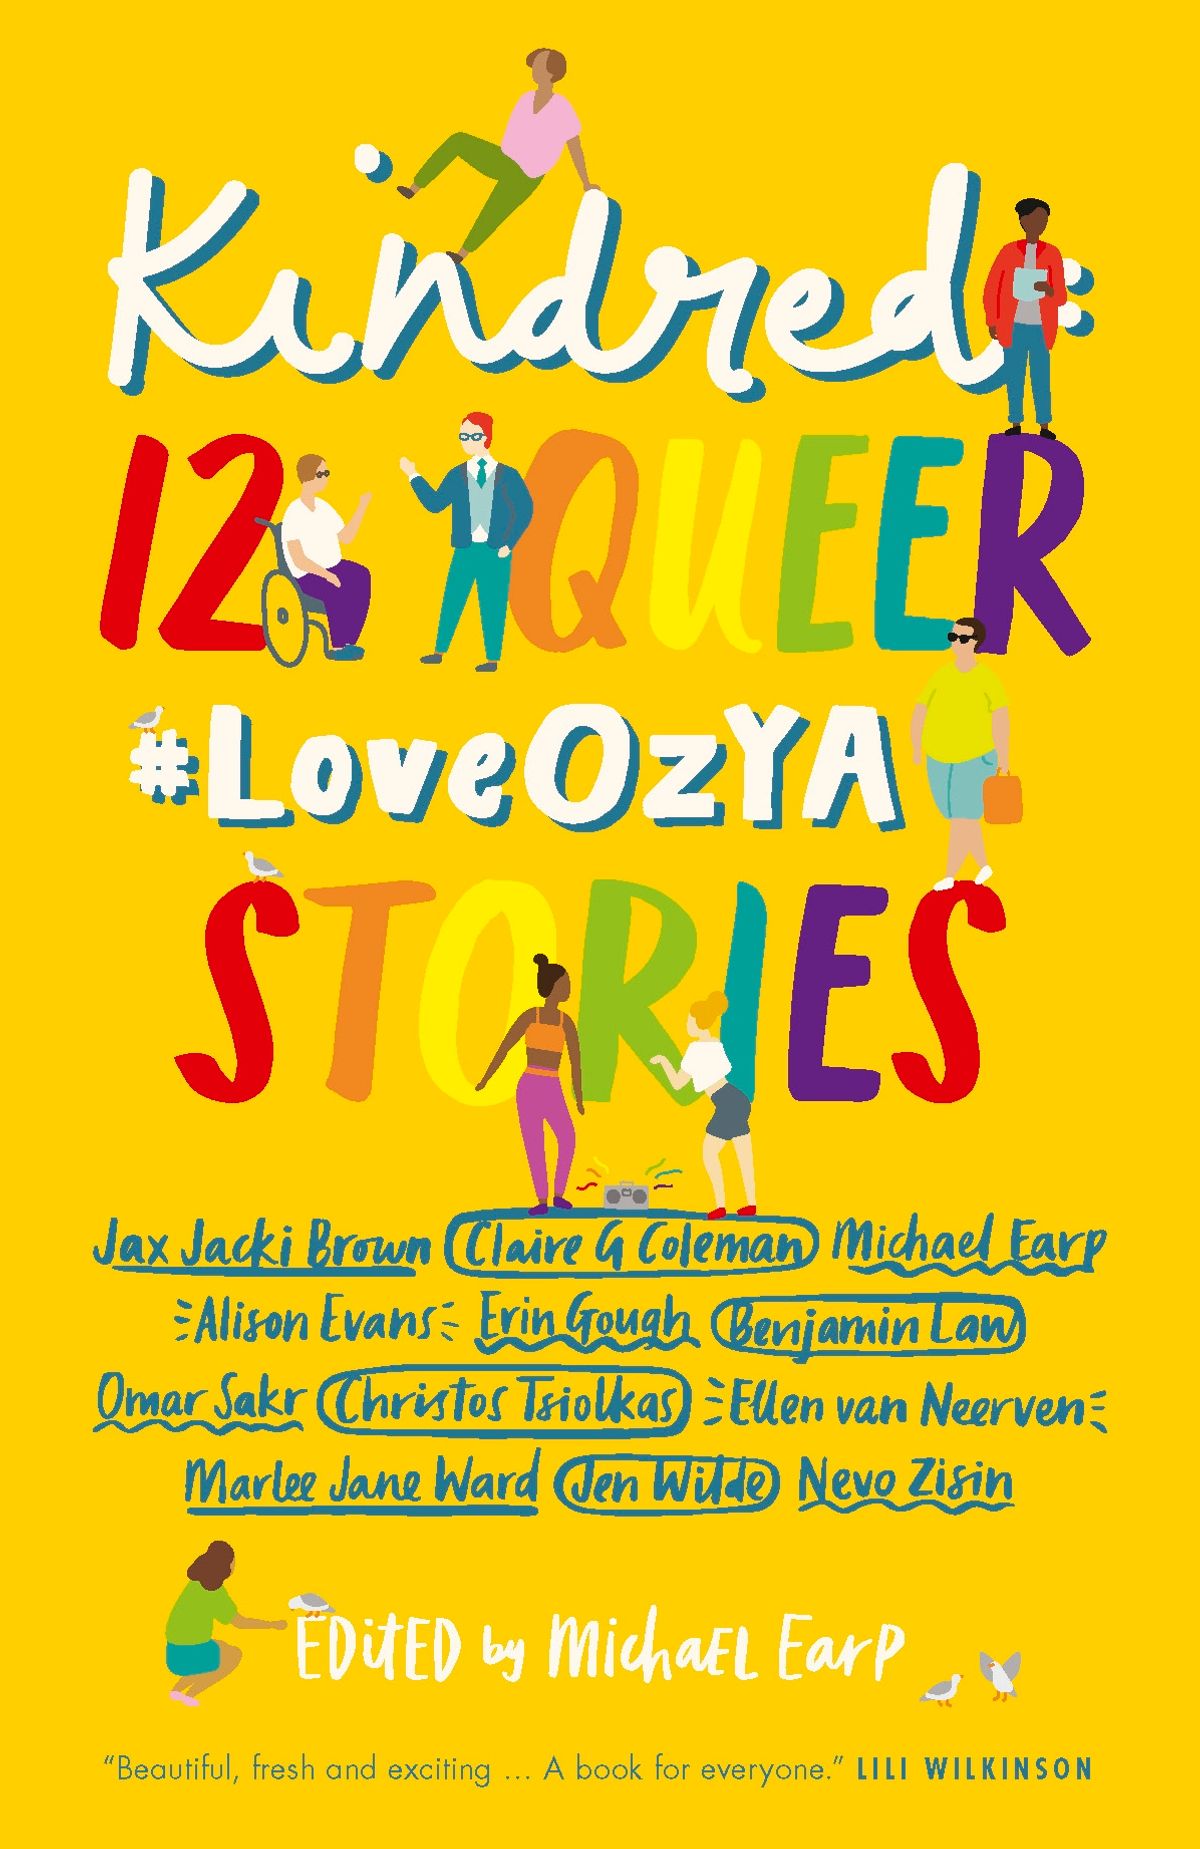 Kindred:
12 QUEER
#LoveOzYA
STORIES
Jax Jacki Brown Claire G Coleman Michael Earp
Alison Evans Erin Gough Benjamin Law
Omar Sakr Christos Tsiolkas Ellen van Neerven
Marlee Jane Ward Jen Wilde Nevo Zisin
EDitED by MichaEL EarP
“Beautiful, fresh and exciting ... A book for everyone.” LILI WILKINSON